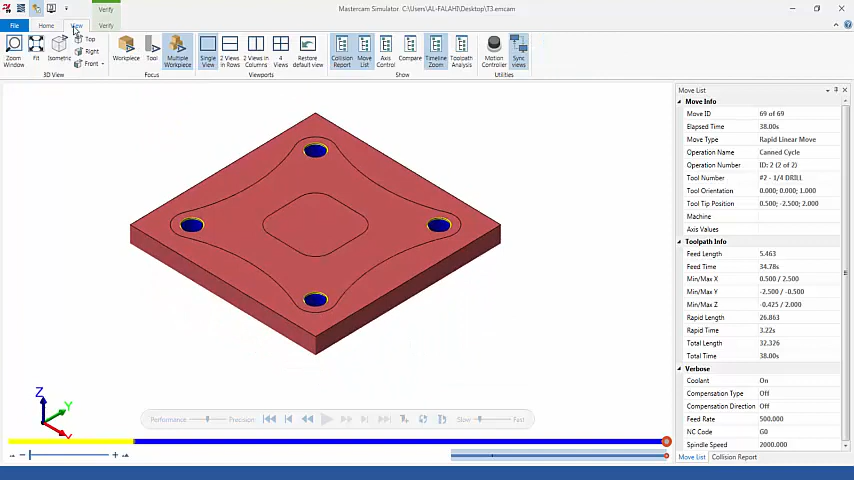 Verify
Mastercam Simulator C:\Users\AL-FALAHI\Desktop\T3.emcam
File Home View Verify
Zoom Window
Fit
Isometric
Top
Right
Front
Workpiece
Tool
Multiple Workpiece
Single View
2 Views in Rows
2 Views in Columns
4 Views
Restore default view
Collision Report
Move List
Axis Control
Compare
Timeline Zoom
Toolpath Analysis
Motion Controller
Sync views
3D View Focus Viewports Show Utilities
Move List
Move Info
Move ID 69 of 69
Elapsed Time 38.00s
Move Type Rapid Linear Move
Operation Name Canned Cycle
Operation Number ID: 2 (2 of 2)
Tool Number #2 - 1/4 DRILL
Tool Orientation 0.000; 0.000; 1.000
Tool Tip Position 0.500; -2.500; 2.000
Machine
Axis Values
Toolpath Info
Feed Length 5.463
Feed Time 34.78s
Min/Max X 0.500 / 2.500
Min/Max Y -2.500 / -0.500
Min/Max Z -0.425 / 2.000
Rapid Length 26.863
Rapid Time 3.22s
Total Length 32.326
Total Time 38.00s
Verbose
Coolant On
Compensation Type Off
Compensation Direction Off
Feed Rate 500.000
NC Code G0
Spindle Speed 2000.000
Z
Y
X
Performance Precision: Slow Fast
Move List Collision Report